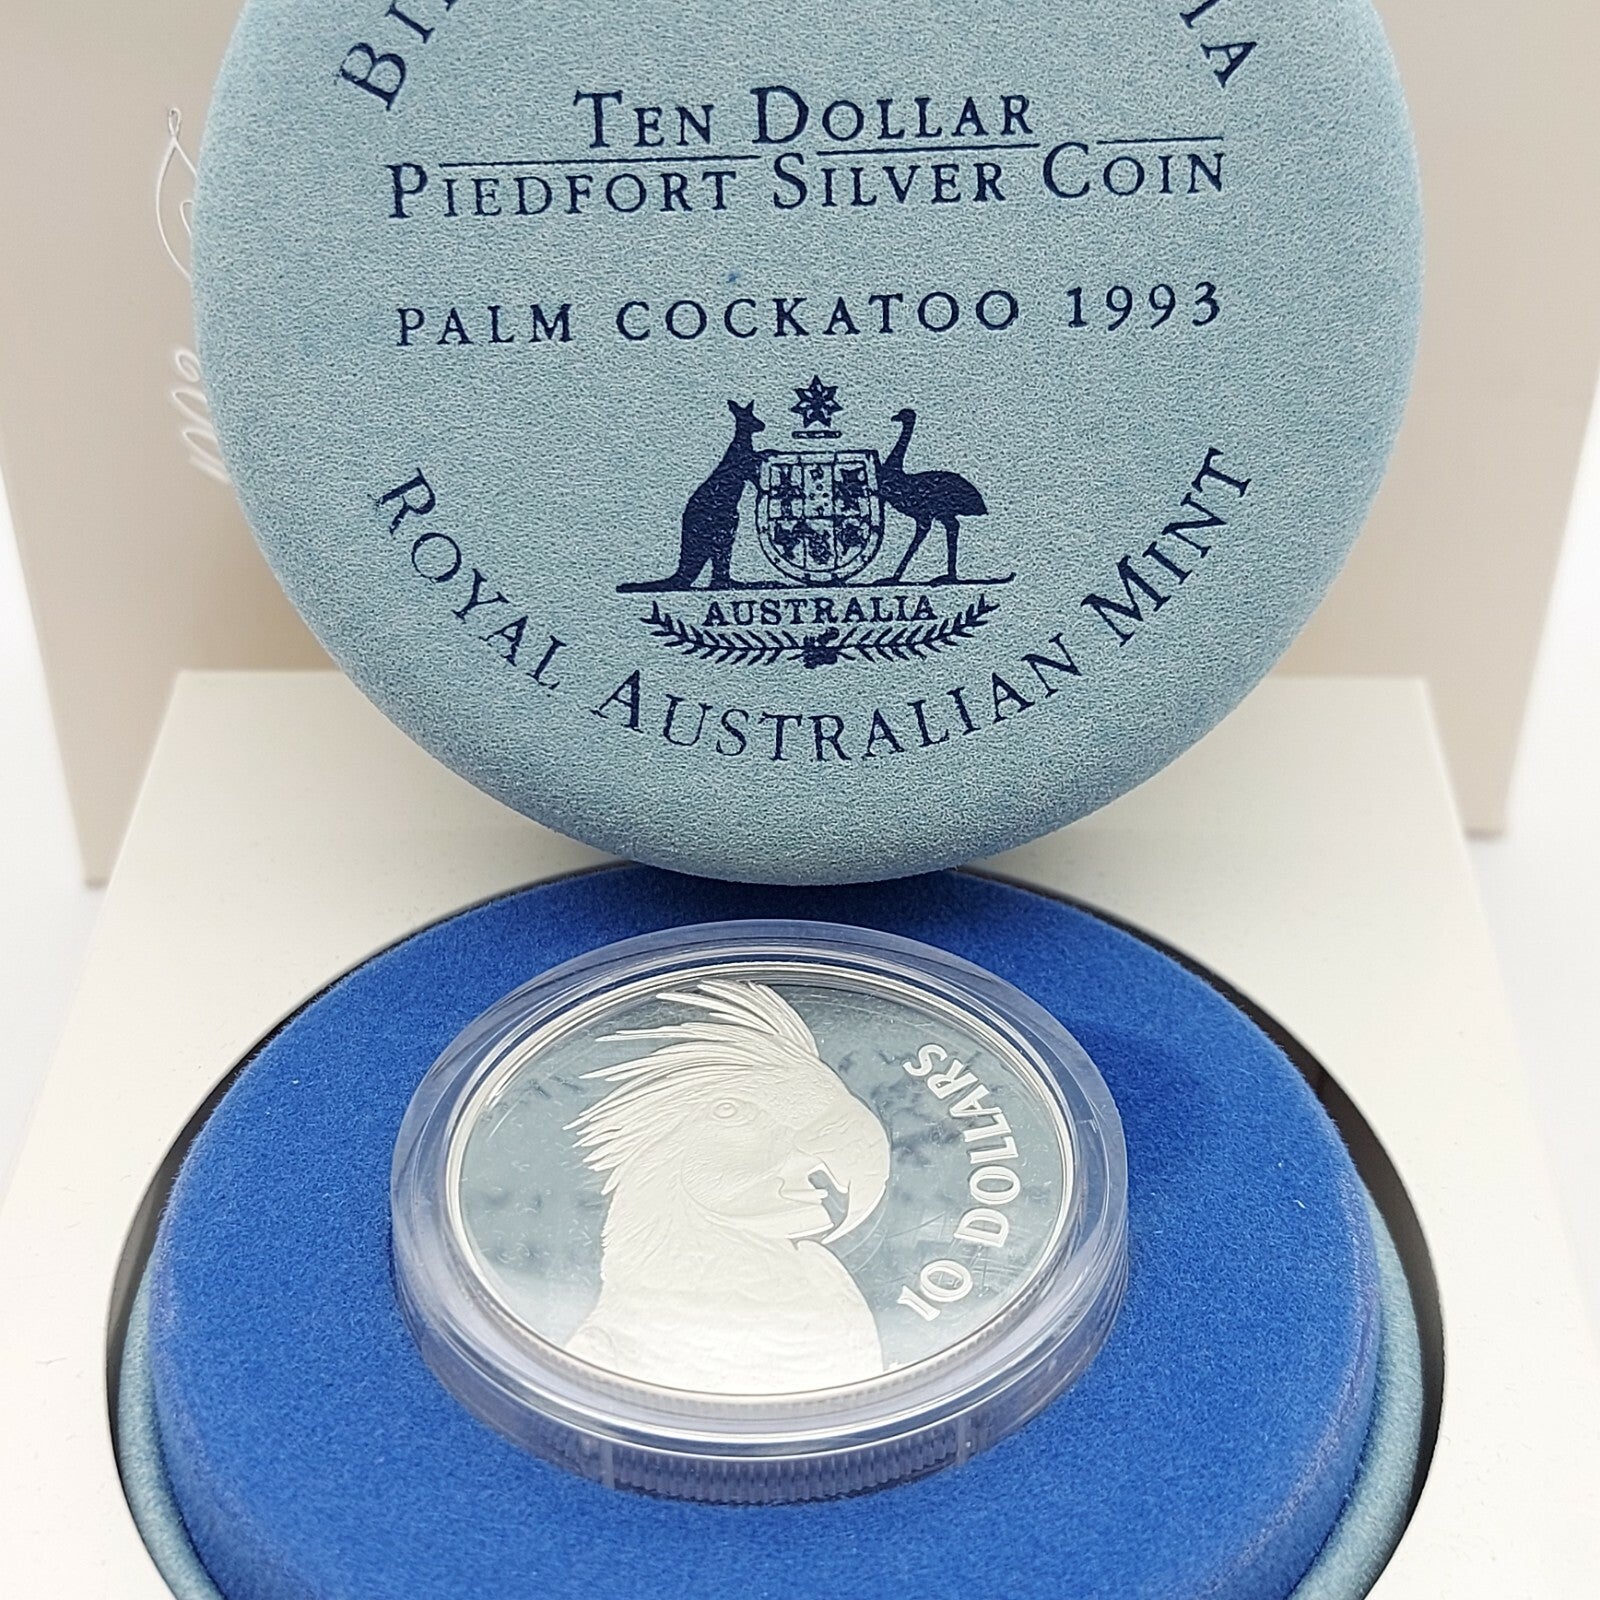 TEN DOLLAR
PIEDFORT SILVER COIN
PALM COCKATOO 1993
AUSTRALIA
ROYAL AUSTRALIAN MINT
10 DOLLARS